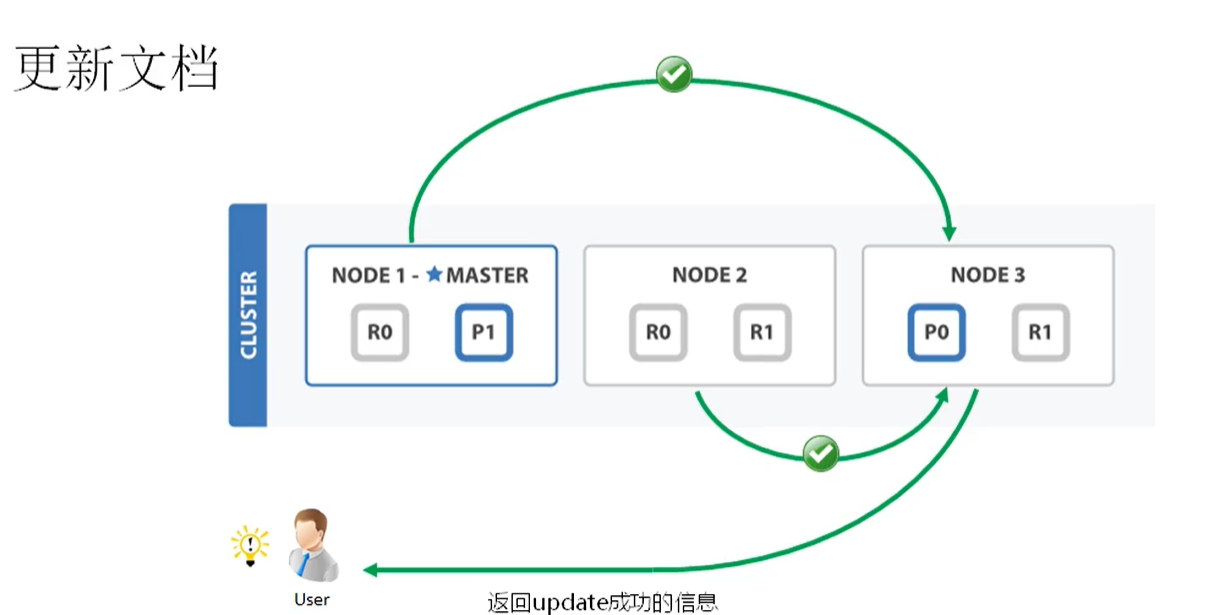 更新文档
CLUSTER
NODE 1 - ★ MASTER
R0
P1
NODE 2
R0
R1
NODE 3
P0
R1
User
返回update成功的信息